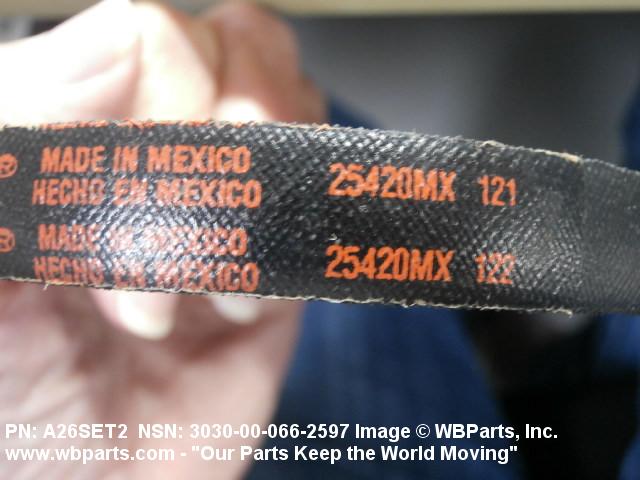 ® MADE IN MEXICO 25420MX 121
HECHO EN MEXICO
® MADE IN MEXICO 25420MX 122
HECHO EN MEXICO
PN: A26SET2 NSN: 3030-00-066-2597 Image © WBParts, Inc.
www.wbparts.com - "Our Parts Keep the World Moving"